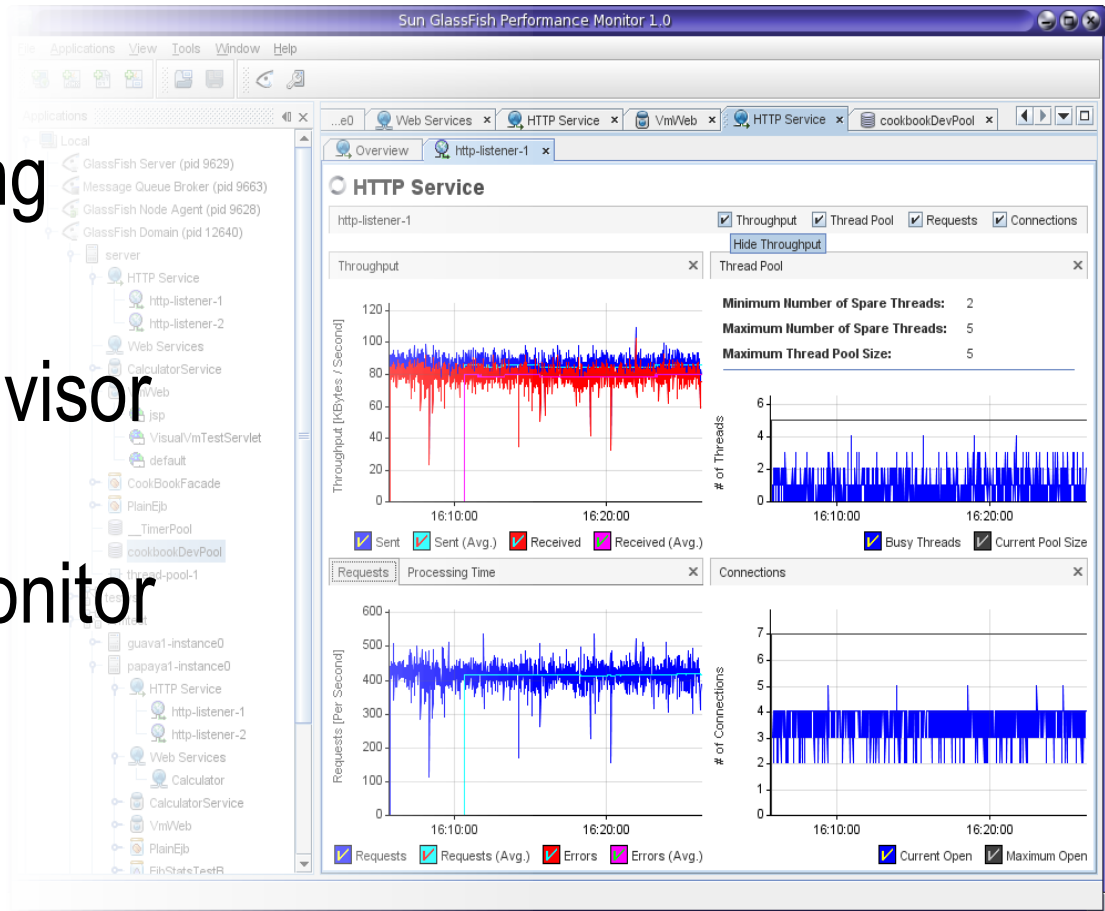 Sun GlassFish Performance Monitor 1.0
File Applications View Tools Window Help
Applications
...e0 Web Services HTTP Service VmWeb HTTP Service cookbookDevPool
Local
GlassFish Server (pid 9629)
Message Queue Broker (pid 9663)
GlassFish Node Agent (pid 9628)
GlassFish Domain (pid 12640)
server
HTTP Service
http-listener-1
http-listener-2
Web Services
CalculatorService
VmWeb
jsp
VisualVmTestServlet
default
CookBookFacade
PlainEjb
__TimerPool
cookbookDevPool
thread-pool-1
guava1-instance0
papaya1-instance0
HTTP Service
http-listener-1
http-listener-2
Web Services
Calculator
CalculatorService
VmWeb
PlainEjb
FibStatsTestB
ng
visor
onitor
Overview http-listener-1
HTTP Service
http-listener-1 Throughput Thread Pool Requests Connections
Hide Throughput
Throughput
Throughput [KBytes / Second]
120
100
80
60
40
20
0
16:10:00 16:20:00
Sent Sent (Avg.) Received Received (Avg.)
Thread Pool
Minimum Number of Spare Threads: 2
Maximum Number of Spare Threads: 5
Maximum Thread Pool Size: 5
# of Threads
6
4
2
0
16:10:00 16:20:00
Busy Threads Current Pool Size
Requests Processing Time
Requests [Per Second]
600
500
400
300
200
100
0
16:10:00 16:20:00
Requests Requests (Avg.) Errors Errors (Avg.)
Connections
# of Connections
7
6
5
4
3
2
1
0
16:10:00 16:20:00
Current Open Maximum Open